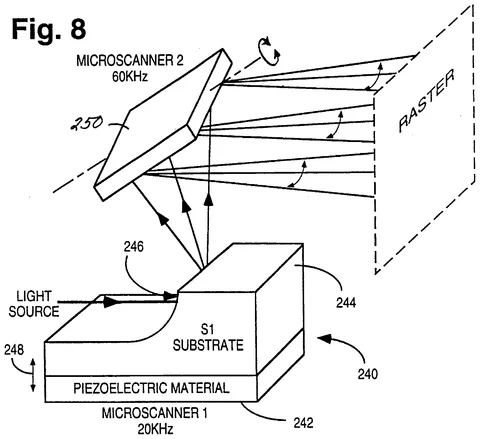 Fig. 8
MICROSCANNER 2
60KHz
250
RASTER
246
LIGHT
SOURCE
244
S1
SUBSTRATE
248
240
PIEZOELECTRIC MATERIAL
MICROSCANNER 1
242
20KHz